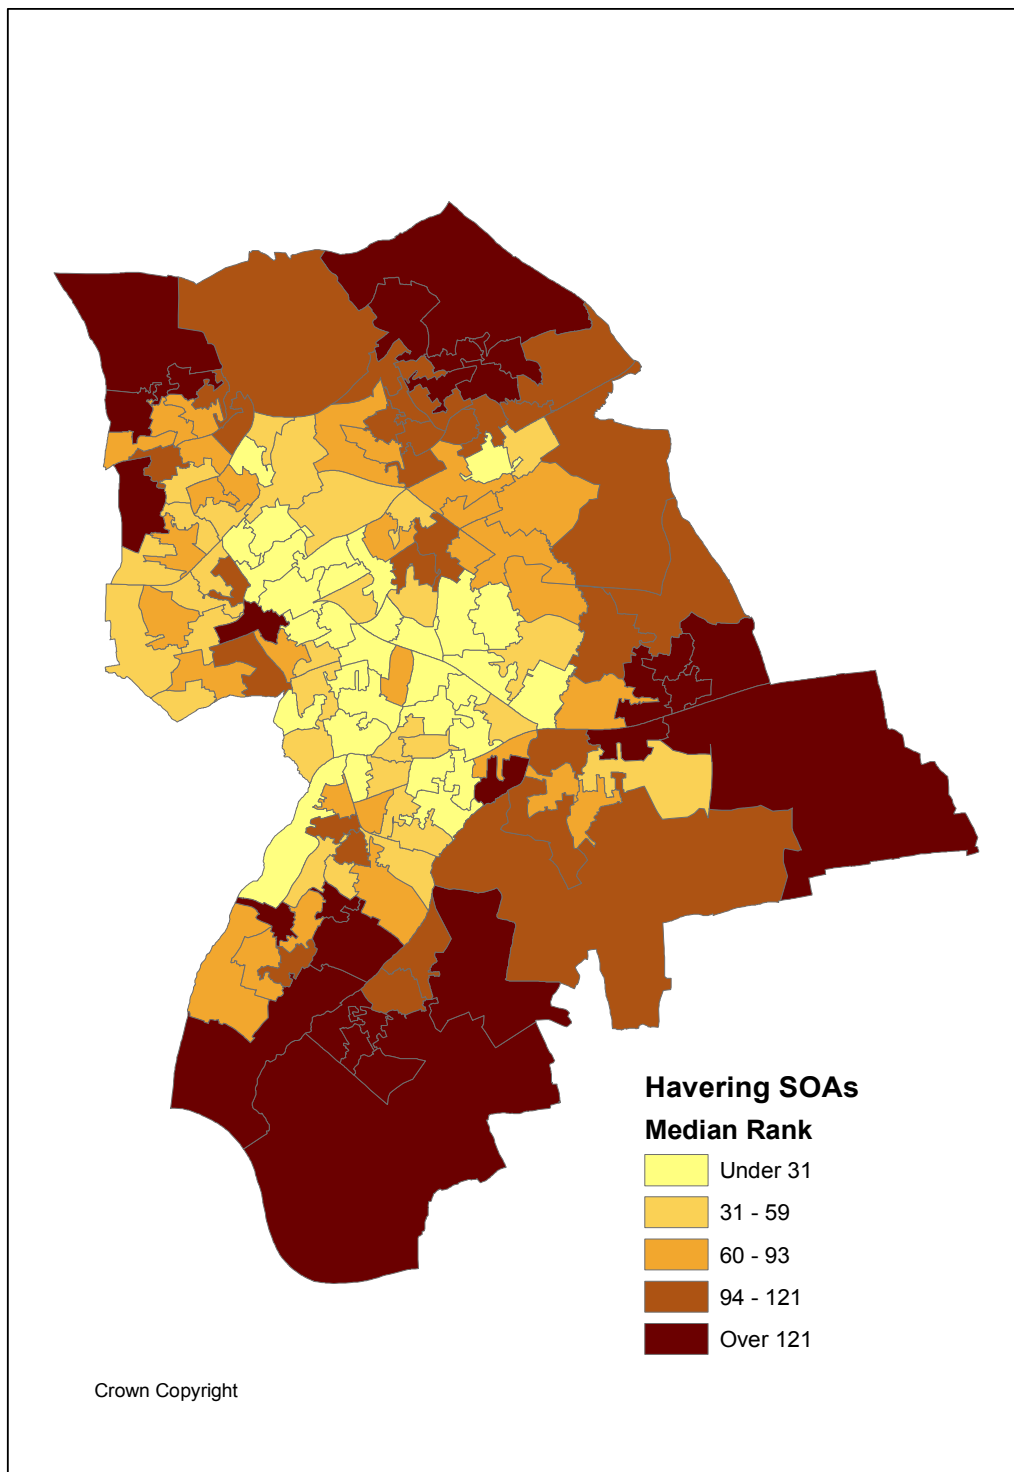 Havering SOAs
Median Rank
Under 31
31 - 59
60 - 93
94 - 121
Over 121
Crown Copyright